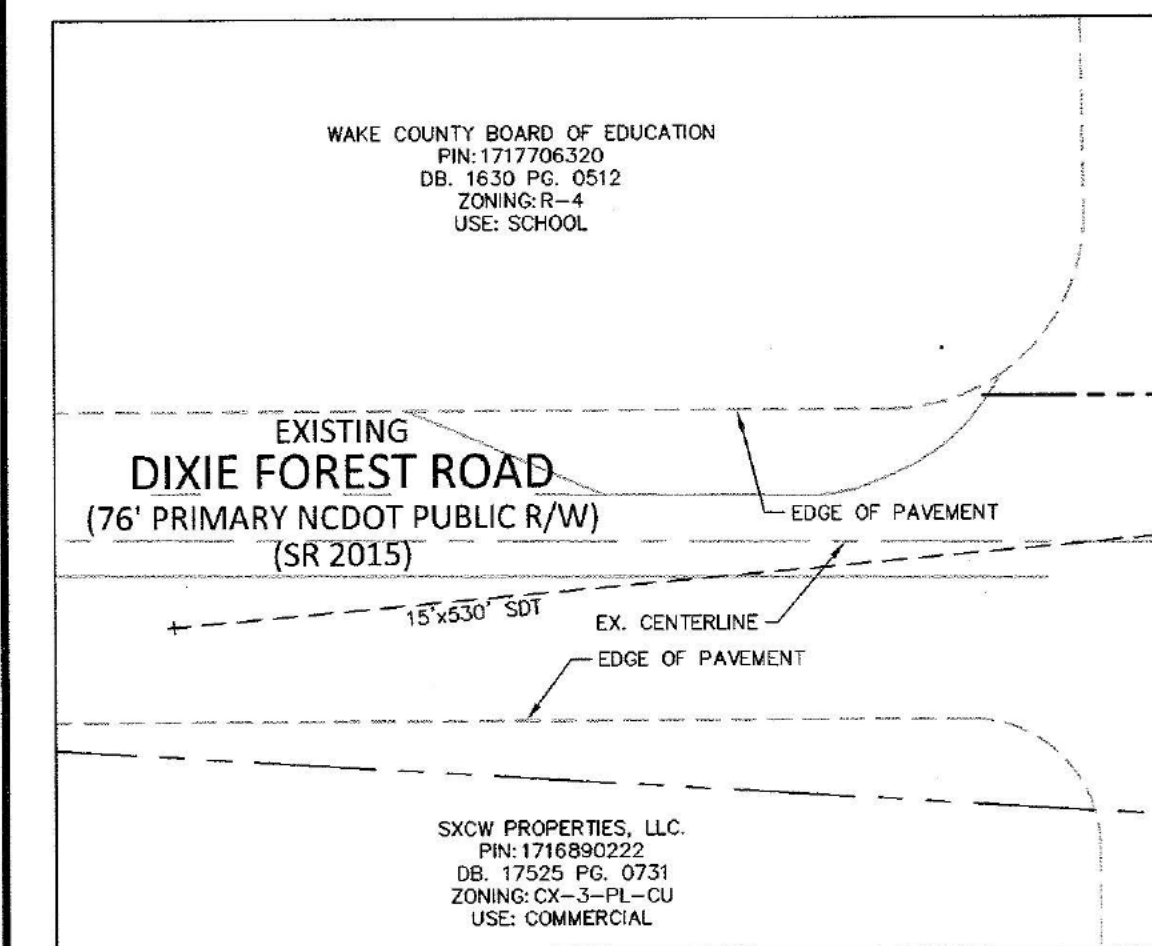 WAKE COUNTY BOARD OF EDUCATION
PIN: 1717706320
DB. 1630 PG. 0512
ZONING: R-4
USE: SCHOOL
EXISTING
DIXIE FOREST ROAD
(76' PRIMARY NCDOT PUBLIC R/W)
(SR 2015)
EDGE OF PAVEMENT
15'x530' SDT
EX. CENTERLINE
EDGE OF PAVEMENT
SXCW PROPERTIES, LLC.
PIN: 1716890222
DB. 17525 PG. 0731
ZONING: CX-3-PL-CU
USE: COMMERCIAL